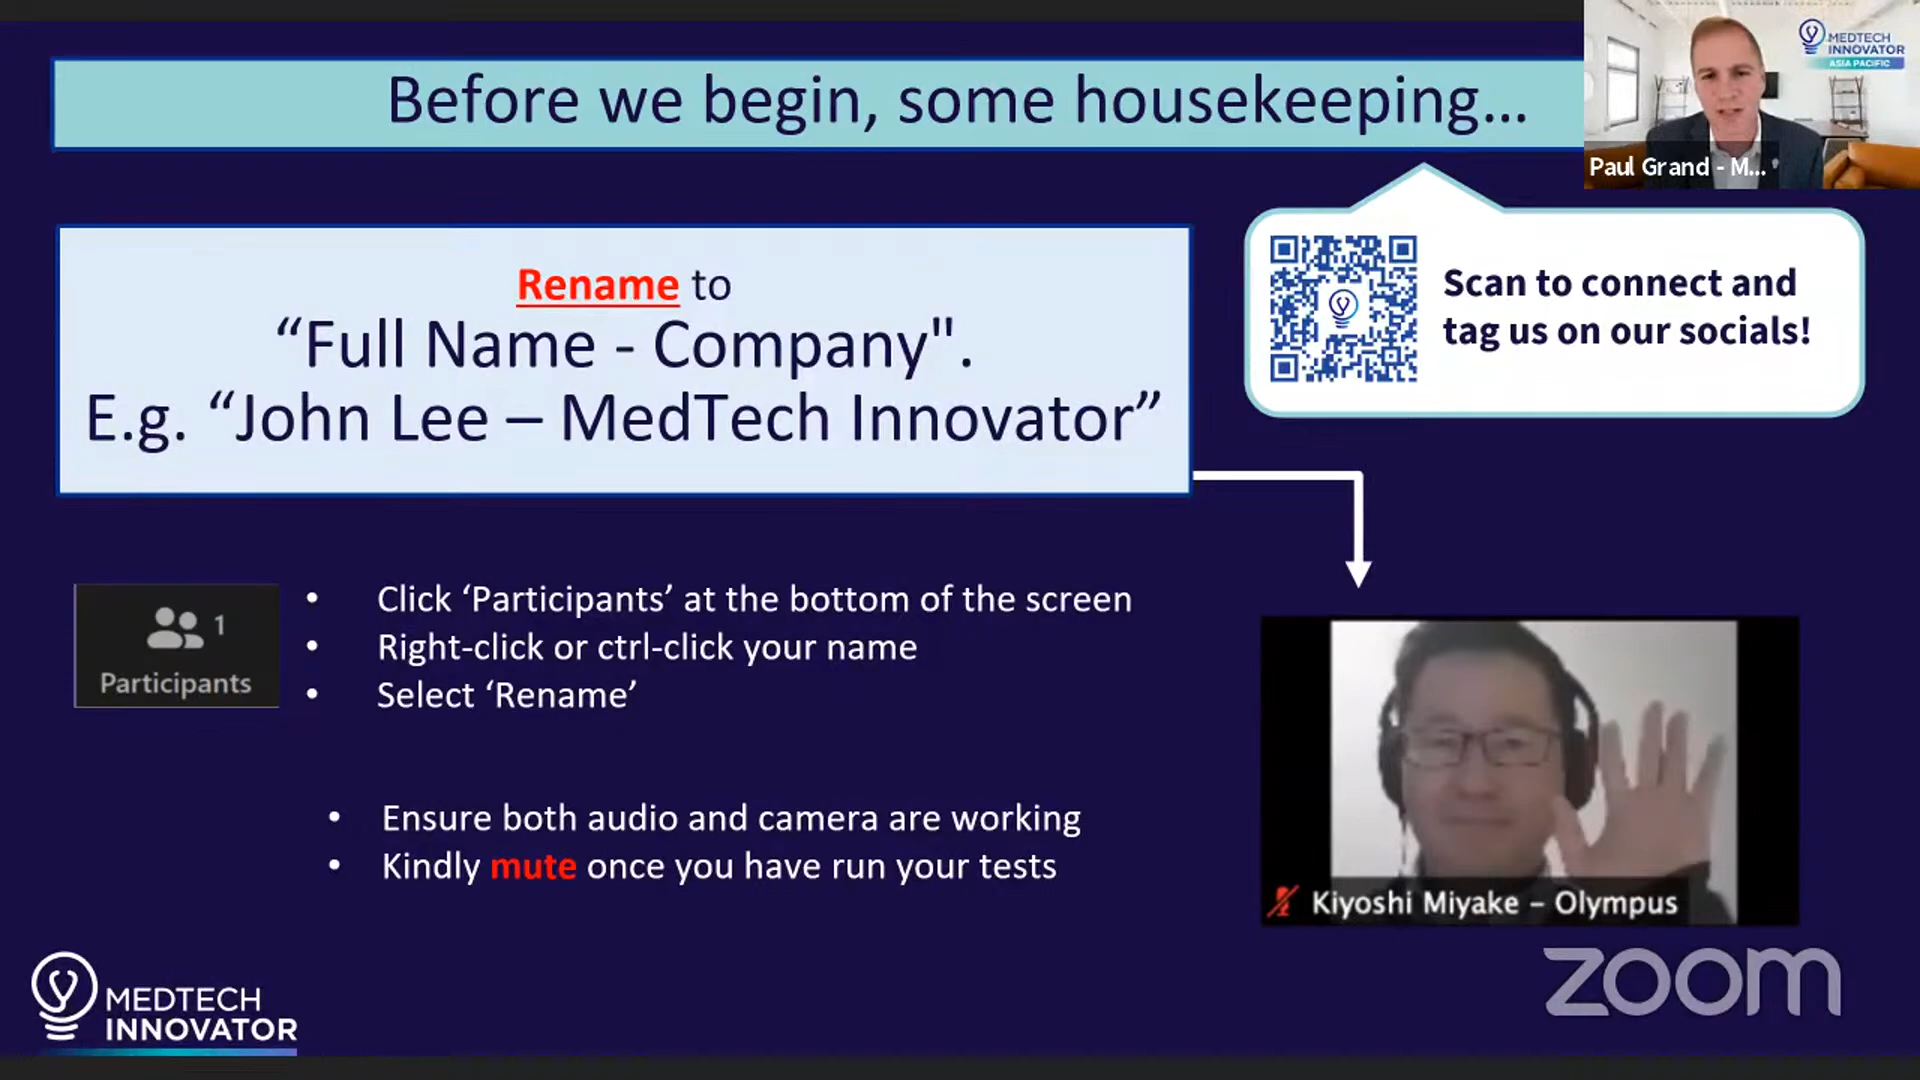 Before we begin, some housekeeping...
MEDTECH
INNOVATOR
ASIA PACIFIC
Paul Grand - M...
Rename to
“Full Name - Company".
E.g. “John Lee – MedTech Innovator”
Scan to connect and
tag us on our socials!
1
Participants
• Click ‘Participants’ at the bottom of the screen
• Right-click or ctrl-click your name
• Select ‘Rename’
• Ensure both audio and camera are working
• Kindly mute once you have run your tests
Kiyoshi Miyake – Olympus
MEDTECH
INNOVATOR
zoom